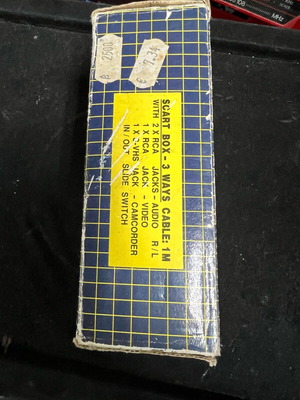 SCART BOX - 3 WAYS CABLE: 1M
WITH 2 X RCA JACKS - AUDIO R/L
1 X RCA JACK - VIDEO
1 X S-VHS JACK - CAMCORDER
IN/OUT SLIDE SWITCH